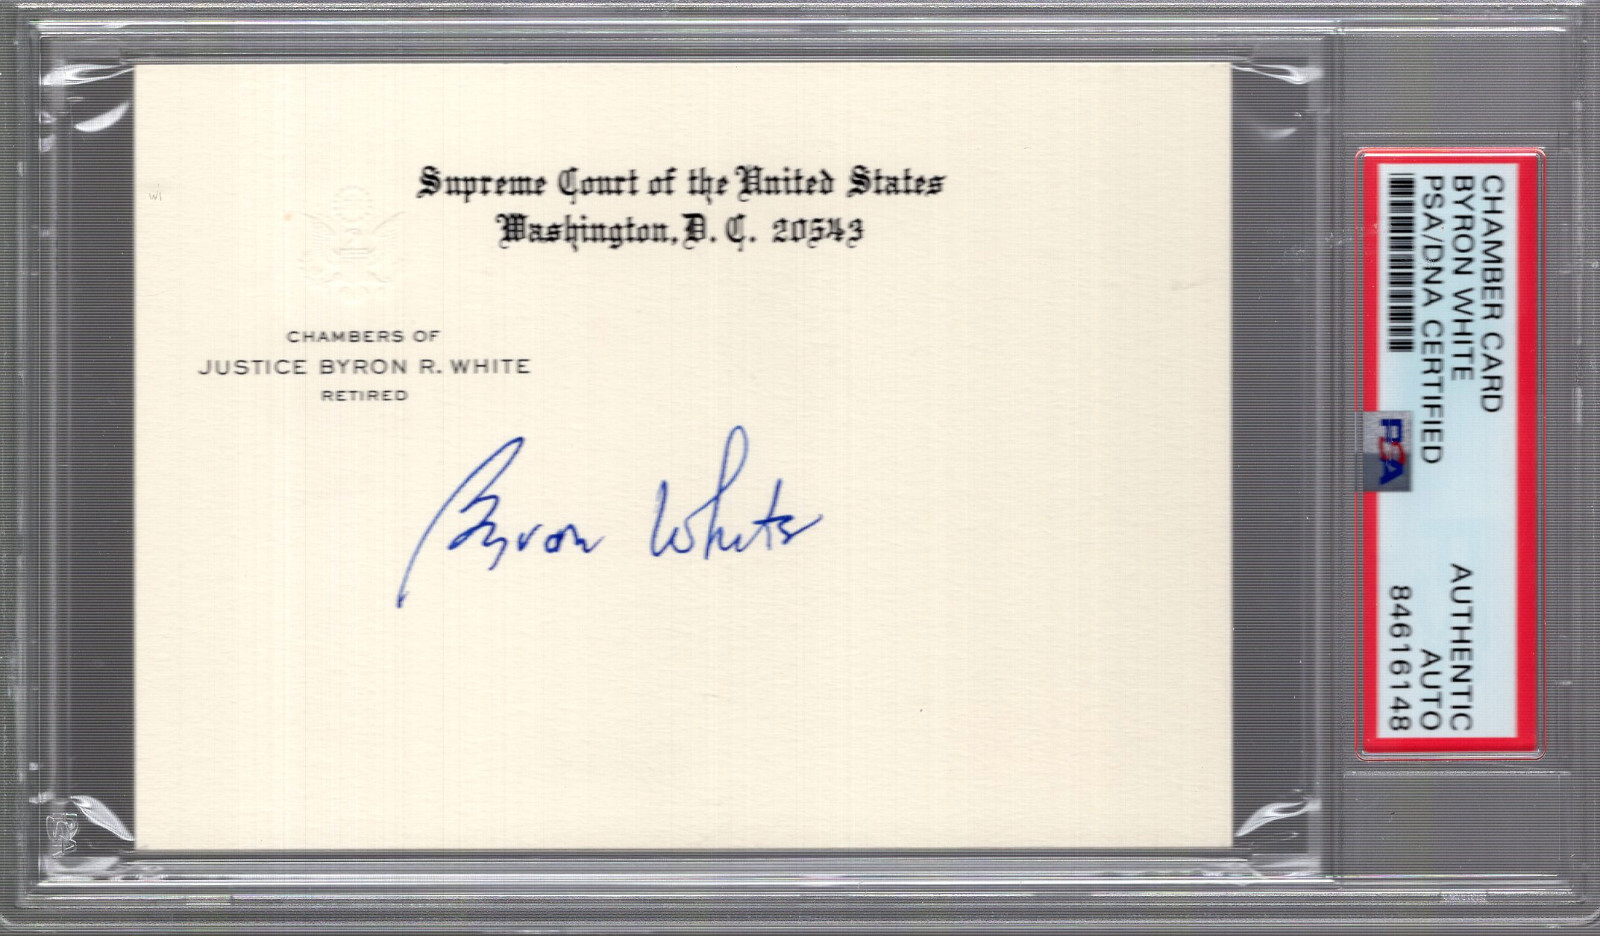 Supreme Court of the United States
Washington, D. C. 20543
CHAMBERS OF
JUSTICE BYRON R. WHITE
RETIRED
Byron White
CHAMBER CARD
BYRON WHITE
PSA/DNA CERTIFIED
AUTHENTIC
AUTO
84616148
PSA